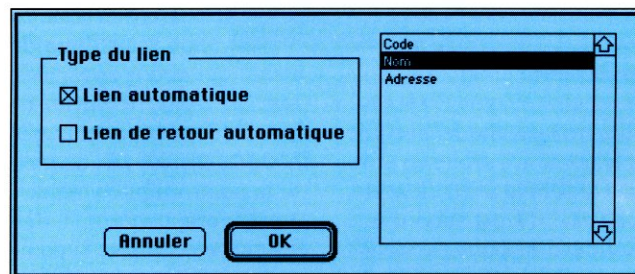 Type du lien
Lien automatique
Lien de retour automatique
Annuler
OK
Code
Nom
Adresse